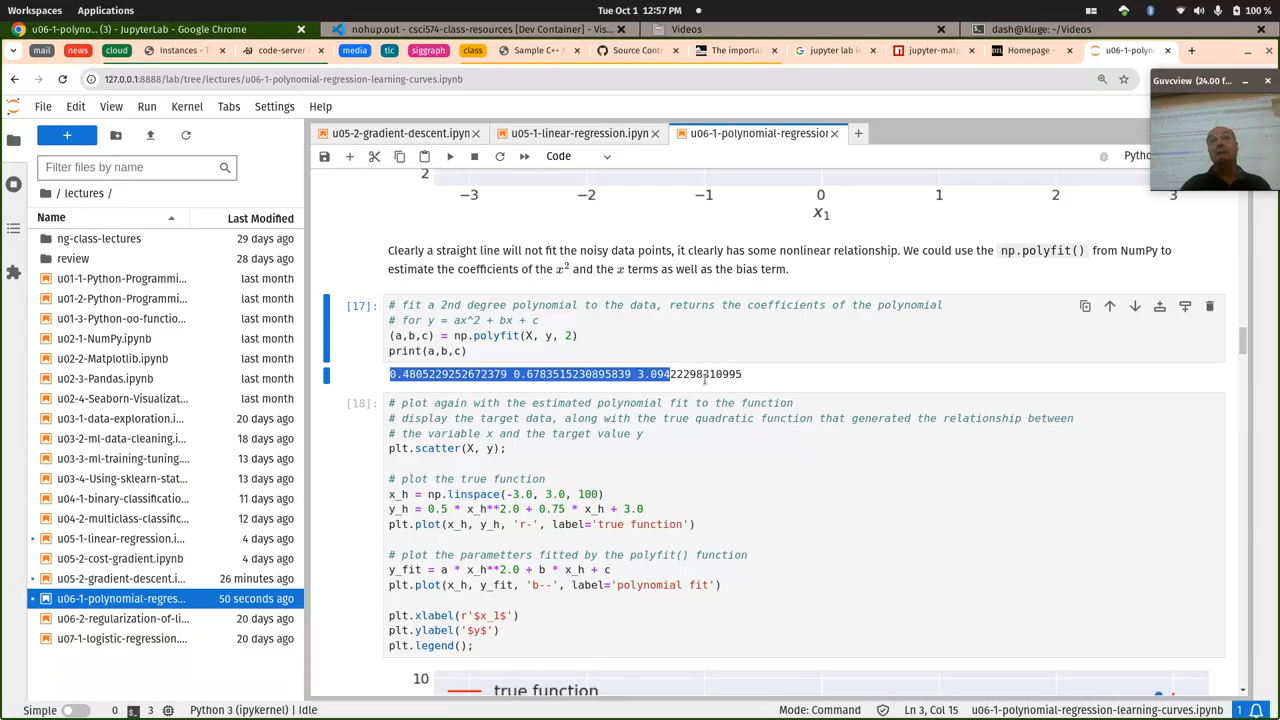 Workspaces Applications Tue Oct 1 12:57 PM 100 %
u06-1-polyno... (3) - JupyterLab - Google Chrome
nohup.out - csci574-class-resources [Dev Container] - Vis...
Videos
dash@kluge: ~/Videos
mail news cloud Instances - T code-server media tlc siggraph class Sample C++ N Source Contr The importa jupyter lab js jupyter-mat Homepage - u06-1-polyno
127.0.0.1:8888/lab/tree/lectures/u06-1-polynomial-regression-learning-curves.ipynb
Guvcview (24.00 f...
File Edit View Run Kernel Tabs Settings Help
u05-2-gradient-descent.ipyn
u05-1-linear-regression.ipyn
u06-1-polynomial-regression
Code
Pytho
Filter files by name
/ lectures /
Name Last Modified
ng-class-lectures 29 days ago
review 28 days ago
u01-1-Python-Programmi... last month
u01-2-Python-Programmi... last month
u01-3-Python-oo-functio... last month
u02-1-NumPy.ipynb last month
u02-2-Matplotlib.ipynb last month
u02-3-Pandas.ipynb last month
u02-4-Seaborn-Visualizat... last month
u03-1-data-exploration.i... 20 days ago
u03-2-ml-data-cleaning.i... 18 days ago
u03-3-ml-training-tuning.... 13 days ago
u03-4-Using-sklearn-stat... 13 days ago
u04-1-binary-classificatio... 11 days ago
u04-2-multiclass-classific... 12 days ago
u05-1-linear-regression.i... 4 days ago
u05-2-cost-gradient.ipynb 4 days ago
u05-2-gradient-descent.i... 26 minutes ago
u06-1-polynomial-regres... 50 seconds ago
u06-2-regularization-of-li... 20 days ago
u07-1-logistic-regression.... 20 days ago
2
−3 −2 −1 0 1 2 3
x₁
Clearly a straight line will not fit the noisy data points, it clearly has some nonlinear relationship. We could use the np.polyfit() from NumPy to
estimate the coefficients of the x² and the x terms as well as the bias term.
[17]: # fit a 2nd degree polynomial to the data, returns the coefficients of the polynomial
# for y = ax^2 + bx + c
(a,b,c) = np.polyfit(X, y, 2)
print(a,b,c)
0.4805229252672379 0.6783515230895839 3.094222298310995
[18]: # plot again with the estimated polynomial fit to the function
# display the target data, along with the true quadratic function that generated the relationship between
# the variable x and the target value y
plt.scatter(X, y);
# plot the true function
x_h = np.linspace(-3.0, 3.0, 100)
y_h = 0.5 * x_h**2.0 + 0.75 * x_h + 3.0
plt.plot(x_h, y_h, 'r-', label='true function')
# plot the parametters fitted by the polyfit() function
y_fit = a * x_h**2.0 + b * x_h + c
plt.plot(x_h, y_fit, 'b--', label='polynomial fit')
plt.xlabel(r'$x_1$')
plt.ylabel('$y$')
plt.legend();
10
true function
Simple 0 3 Python 3 (ipykernel) | Idle Mode: Command Ln 3, Col 15 u06-1-polynomial-regression-learning-curves.ipynb 1